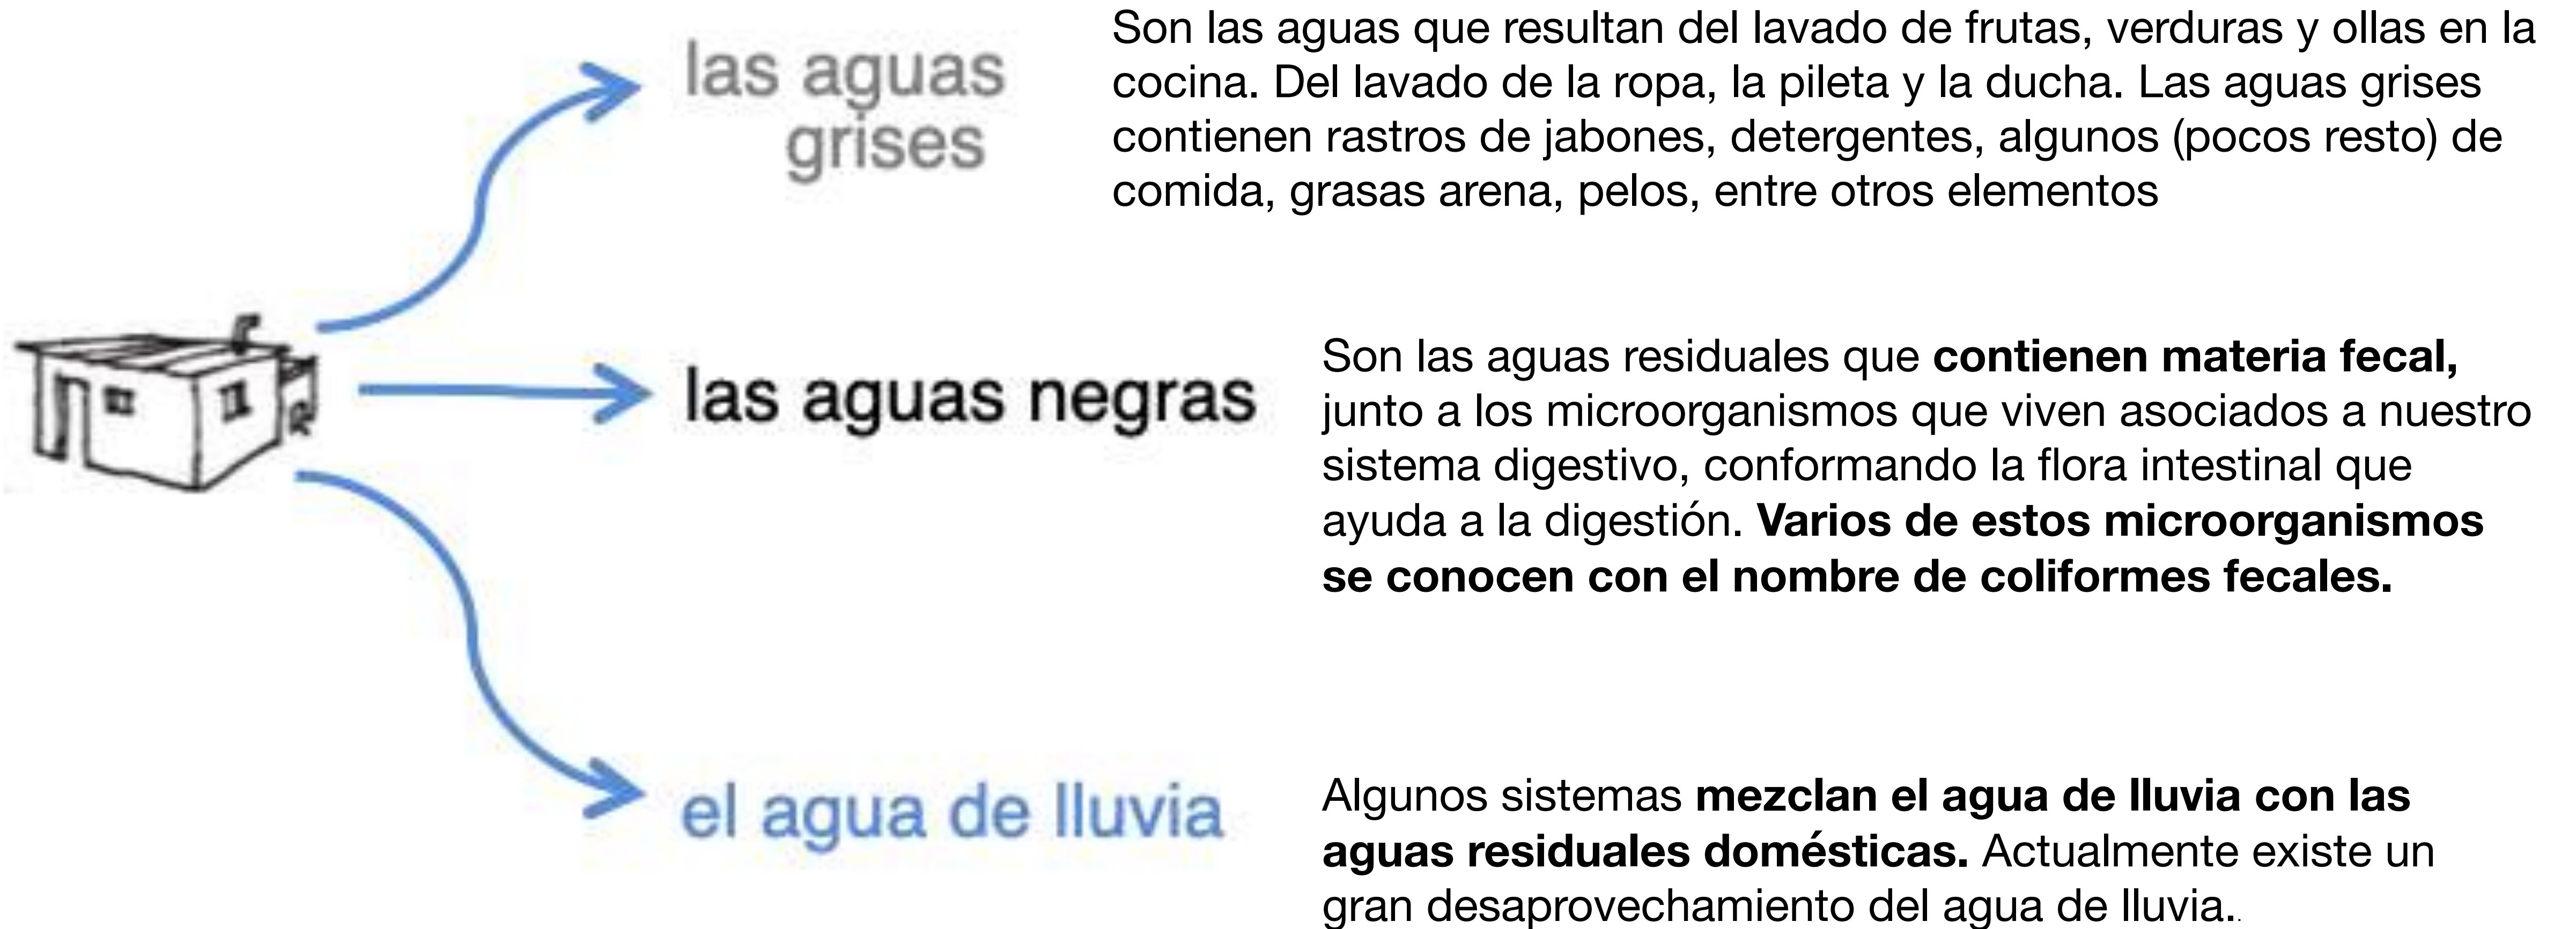 las aguas
grises
Son las aguas que resultan del lavado de frutas, verduras y ollas en la
cocina. Del lavado de la ropa, la pileta y la ducha. Las aguas grises
contienen rastros de jabones, detergentes, algunos (pocos resto) de
comida, grasas arena, pelos, entre otros elementos
las aguas negras
Son las aguas residuales que contienen materia fecal,
junto a los microorganismos que viven asociados a nuestro
sistema digestivo, conformando la flora intestinal que
ayuda a la digestión. Varios de estos microorganismos
se conocen con el nombre de coliformes fecales.
el agua de lluvia
Algunos sistemas mezclan el agua de lluvia con las
aguas residuales domésticas. Actualmente existe un
gran desaprovechamiento del agua de lluvia..